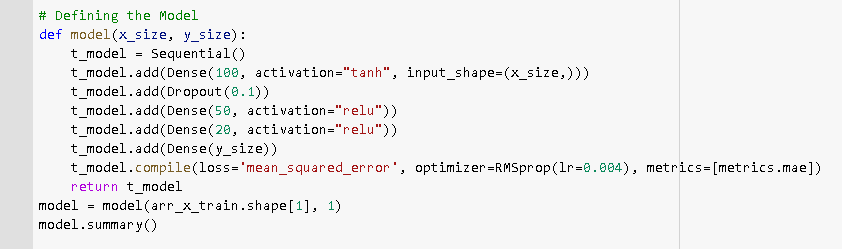 # Defining the Model
def model(x_size, y_size):
    t_model = Sequential()
    t_model.add(Dense(100, activation="tanh", input_shape=(x_size,)))
    t_model.add(Dropout(0.1))
    t_model.add(Dense(50, activation="relu"))
    t_model.add(Dense(20, activation="relu"))
    t_model.add(Dense(y_size))
    t_model.compile(loss='mean_squared_error', optimizer=RMSprop(lr=0.004), metrics=[metrics.mae])
    return t_model
model = model(arr_x_train.shape[1], 1)
model.summary()